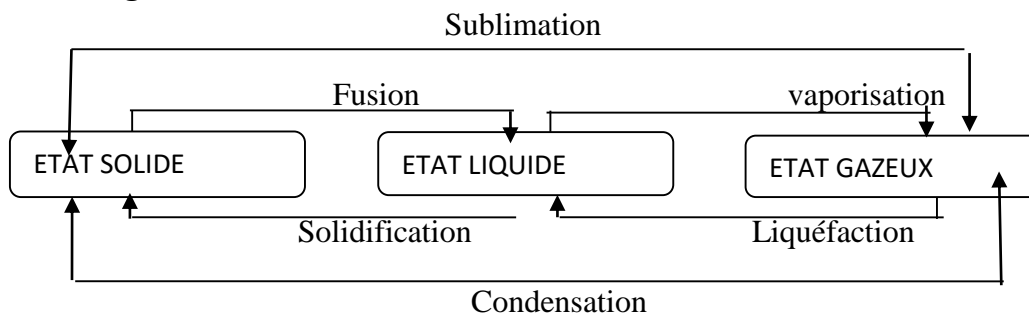 Sublimation
Fusion
vaporisation
ETAT SOLIDE
ETAT LIQUIDE
ETAT GAZEUX
Solidification
Liquéfaction
Condensation